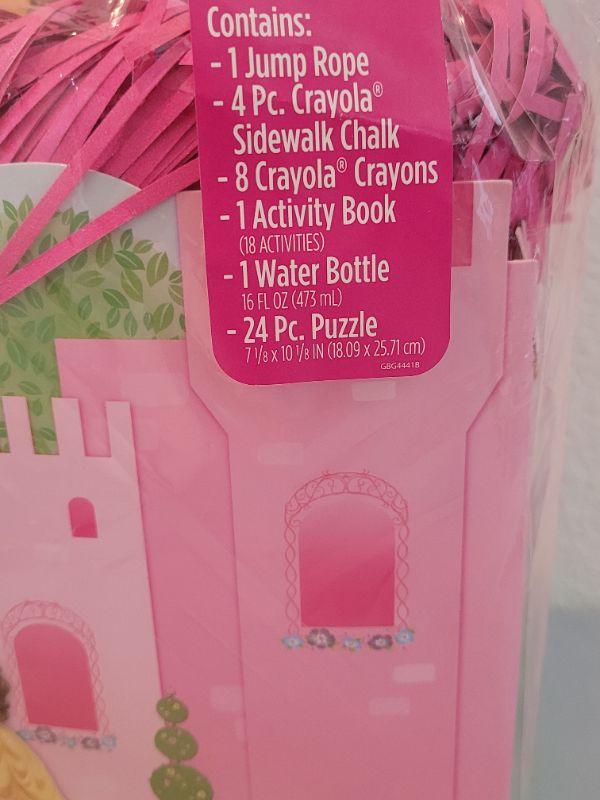 Contains:
- 1 Jump Rope
- 4 Pc. Crayola®
Sidewalk Chalk
- 8 Crayola® Crayons
- 1 Activity Book
(18 ACTIVITIES)
- 1 Water Bottle
16 FL OZ (473 mL)
- 24 Pc. Puzzle
7 1/8 x 10 1/8 IN (18.09 x 25.71 cm)
GBG44418